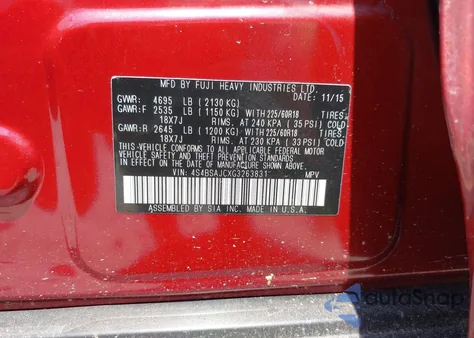 MFD BY FUJI HEAVY INDUSTRIES LTD.
GVWR: 4695 LB (2130 KG) DATE: 11/15
GAWR:F 2535 LB (1150 KG) WITH 225/60R18 TIRES,
18X7J RIMS, AT 240 KPA (35 PSI) COLD
GAWR:R 2645 LB (1200 KG) WITH 225/60R18 TIRES,
18X7J RIMS, AT 230 KPA (33 PSI) COLD
THIS VEHICLE CONFORMS TO ALL APPLICABLE FEDERAL MOTOR
VEHICLE SAFETY AND THEFT PREVENTION STANDARDS
IN EFFECT ON THE DATE OF MANUFACTURE SHOWN ABOVE.
VIN: 4S4BSAJCXG3263831 MPV
ASSEMBLED BY SIA INC. MADE IN U.S.A.
autoSnap